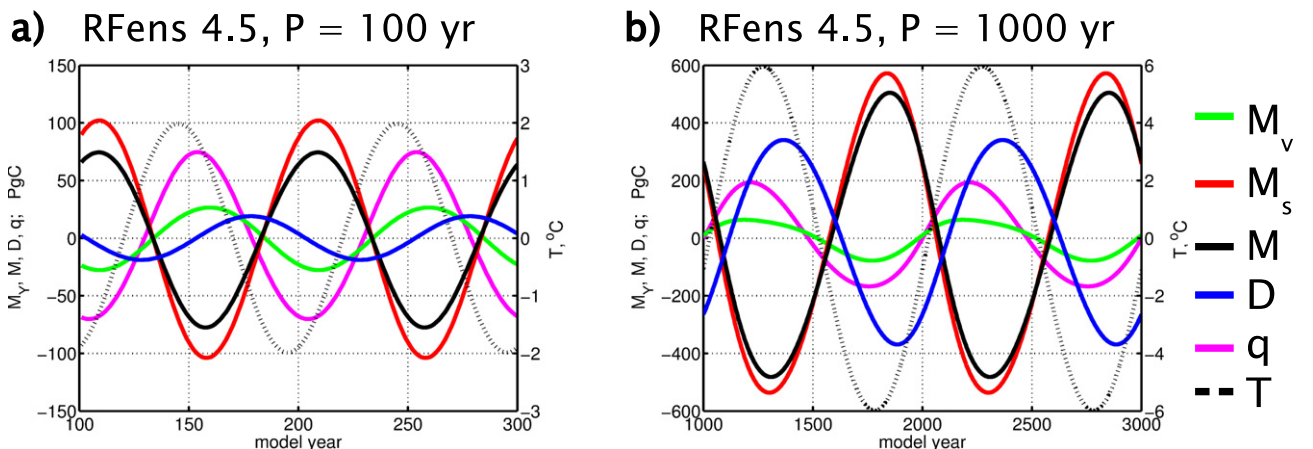 a) RFens 4.5, P = 100 yr
150
100
50
0
−50
−100
−150
M_Y, M, D, q; PgC
3
2
1
0
−1
−2
−3
T, °C
100
150
200
250
300
model year
b) RFens 4.5, P = 1000 yr
600
400
200
0
−200
−400
−600
M_Y, M, D, q; PgC
6
4
2
0
−2
−4
−6
T, °C
1000
1500
2000
2500
3000
model year
M_v
M_s
M
D
q
T